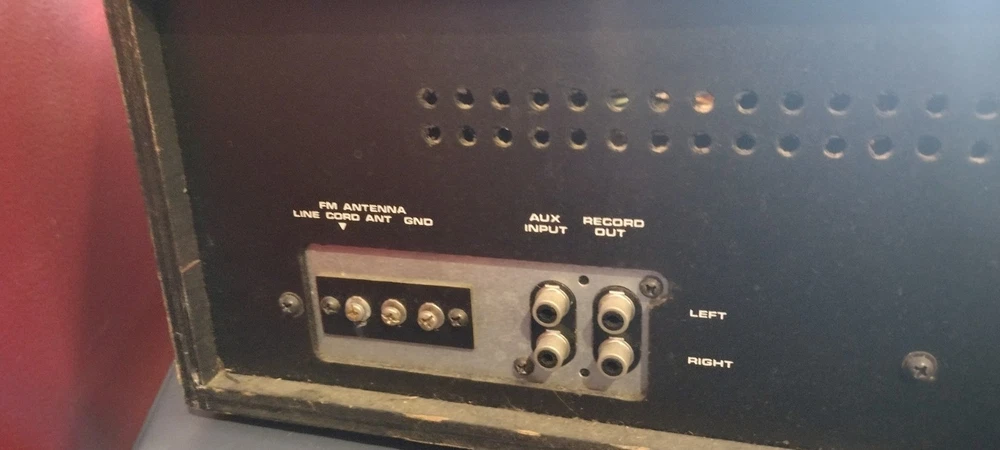 FM ANTENNA
LINE CORD ANT GND
AUX
INPUT
RECORD
OUT
LEFT
RIGHT